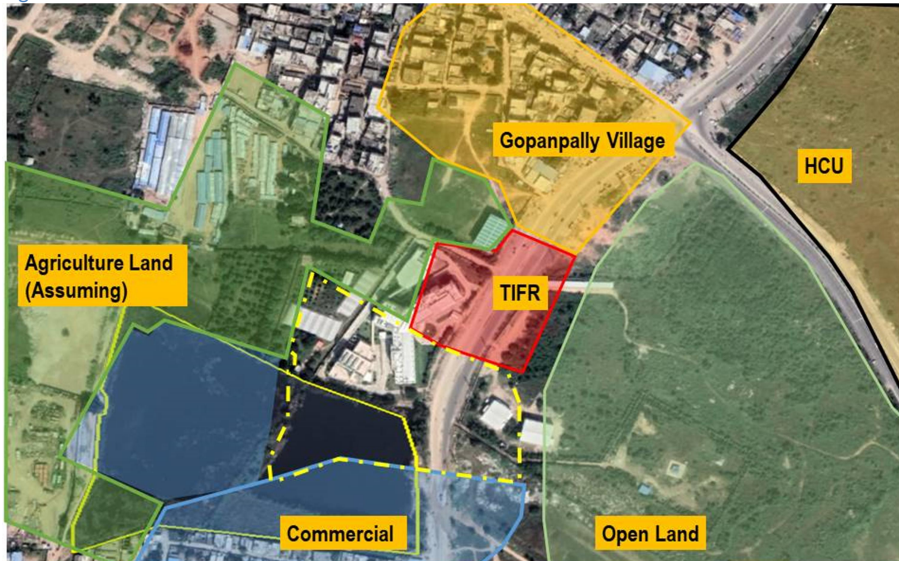 Gopanpally Village
HCU
Agriculture Land
(Assuming)
TIFR
Commercial
Open Land